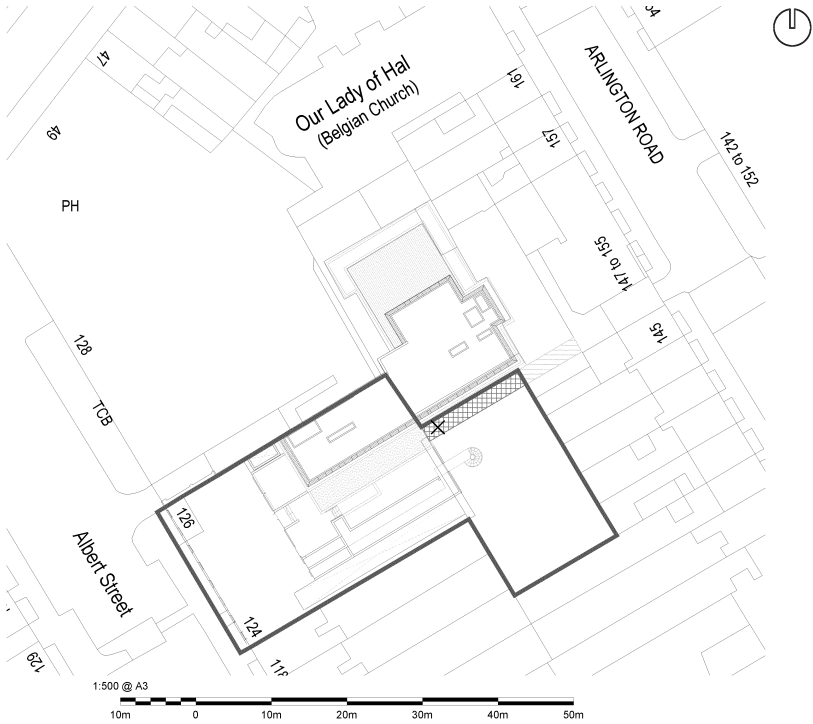 54
47
ARLINGTON ROAD
Our Lady of Hal
(Belgian Church)
161
49
157
142 to 152
PH
147 to 155
128
145
TCB
126
Albert Street
124
118
129
1:500 @ A3
10m 0 10m 20m 30m 40m 50m